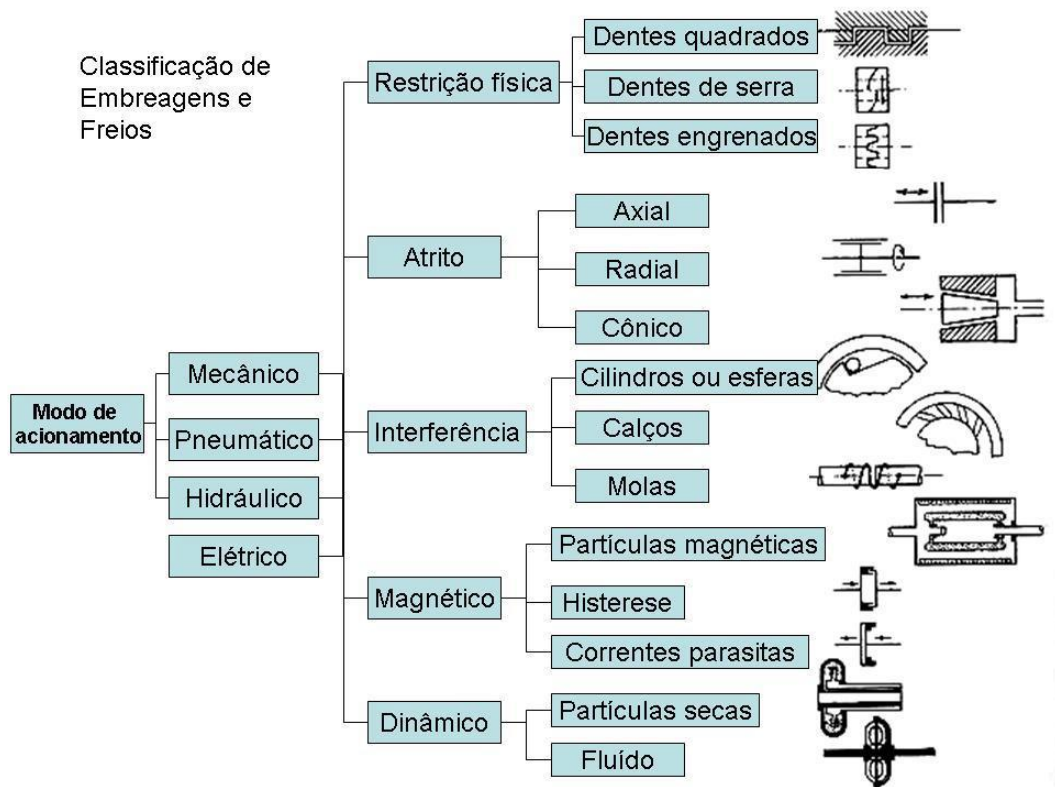 Classificação de
Embreagens e
Freios
Modo de
acionamento
Mecânico
Pneumático
Hidráulico
Elétrico
Restrição física
Dentes quadrados
Dentes de serra
Dentes engrenados
Atrito
Axial
Radial
Cônico
Interferência
Cilindros ou esferas
Calços
Molas
Magnético
Partículas magnéticas
Histerese
Correntes parasitas
Dinâmico
Partículas secas
Fluído